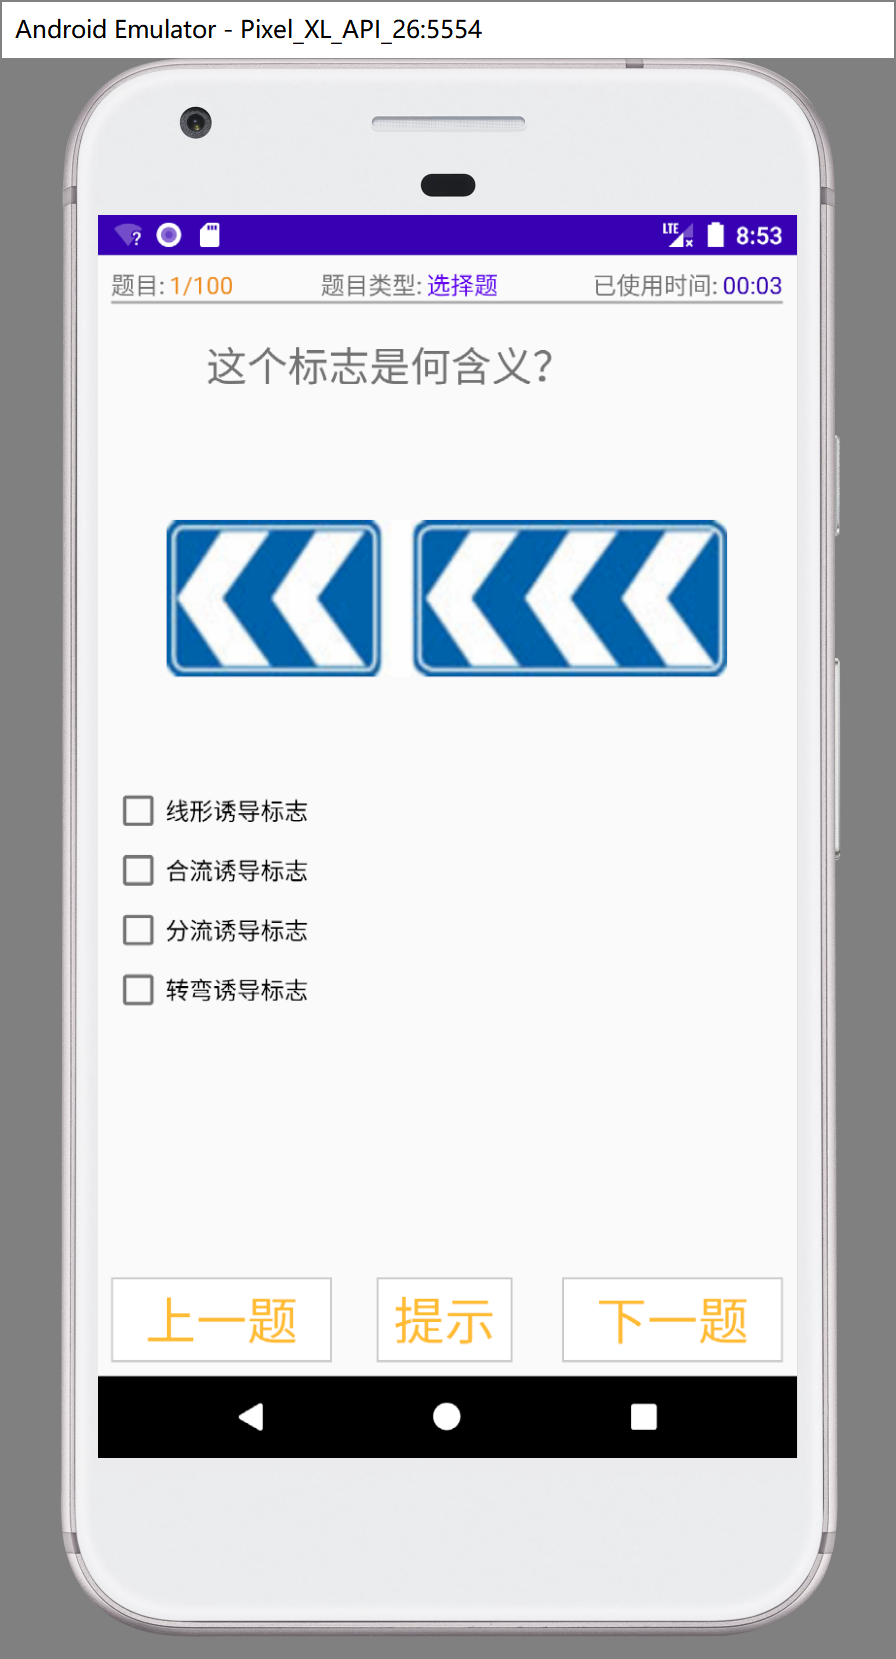 Android Emulator - Pixel_XL_API_26:5554
LTE 8:53
题目: 1/100 题目类型: 选择题 已使用时间: 00:03
这个标志是何含义？
线形诱导标志
合流诱导标志
分流诱导标志
转弯诱导标志
上一题 提示 下一题